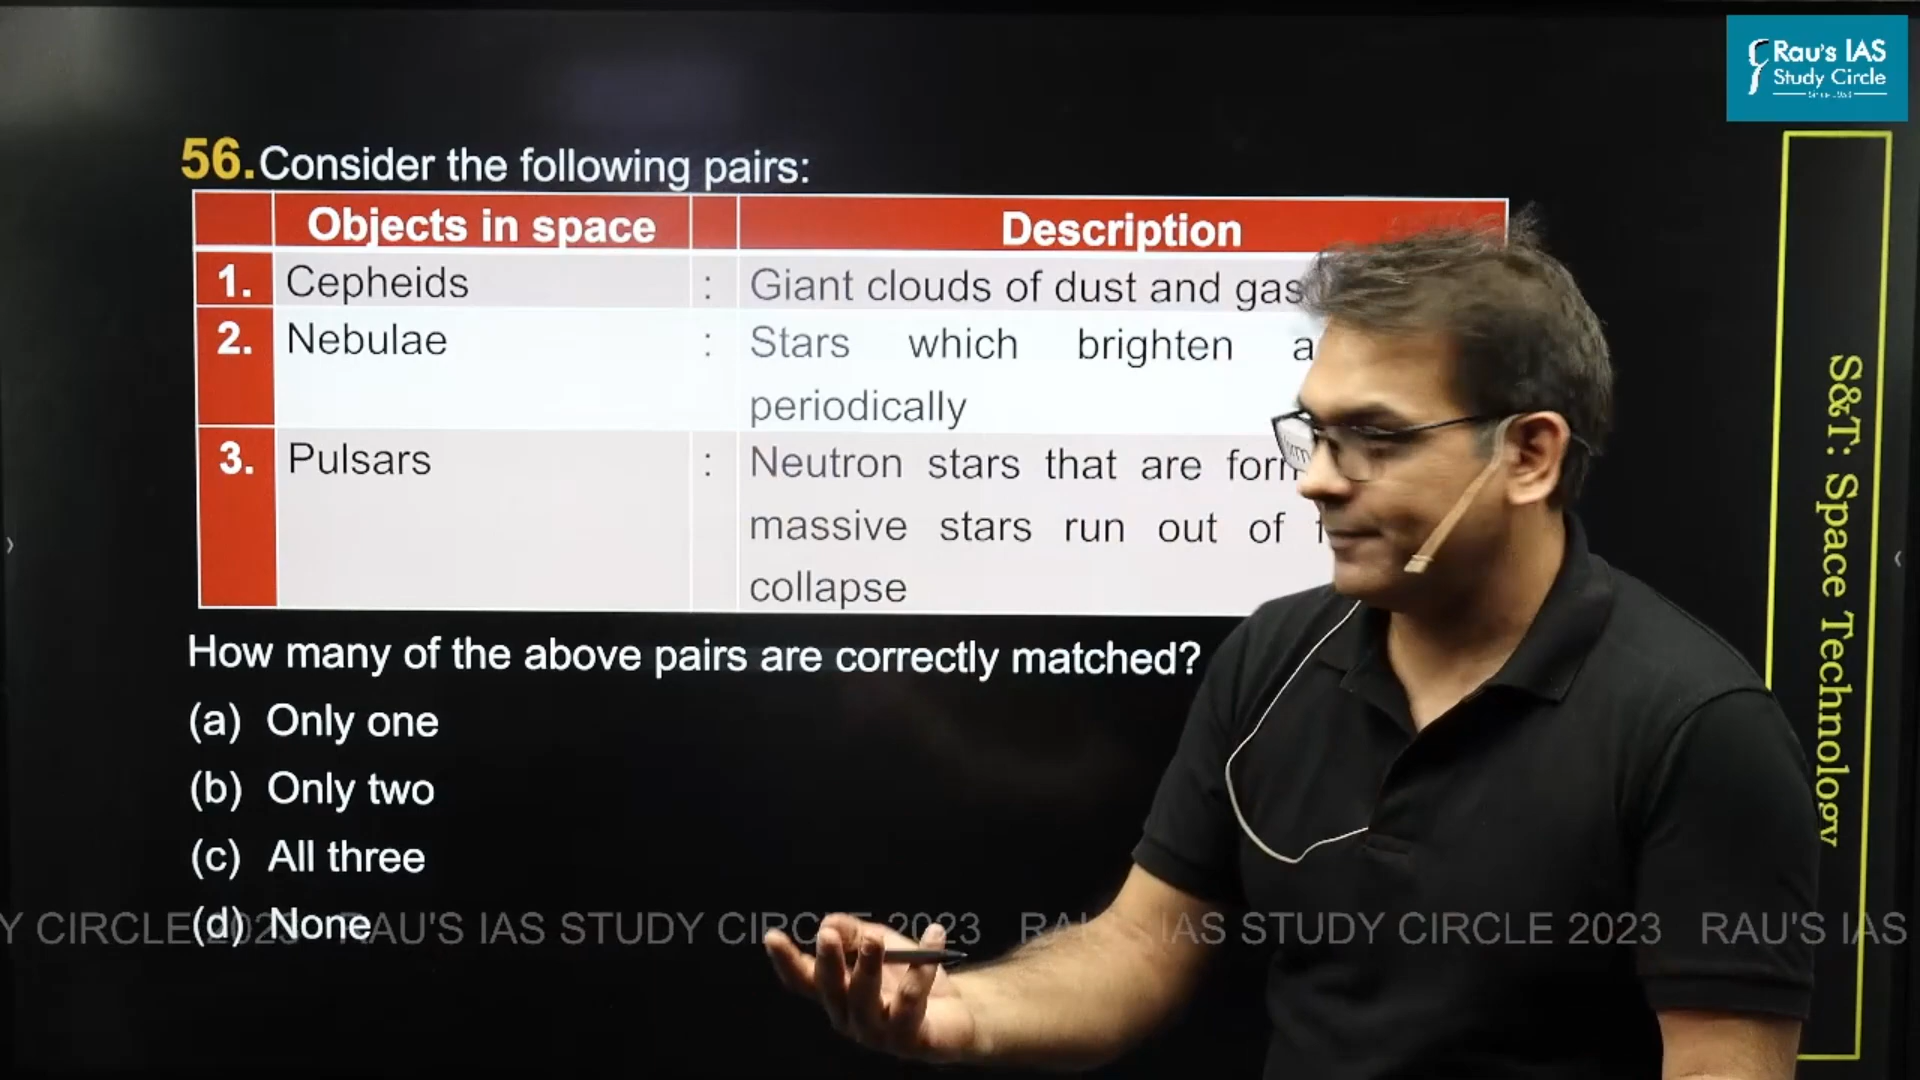 Rau's IAS
Study Circle
56. Consider the following pairs:
Objects in space Description
1. Cepheids : Giant clouds of dust and gas
2. Nebulae : Stars which brighten
periodically
3. Pulsars : Neutron stars that are
massive stars run out of
collapse
How many of the above pairs are correctly matched?
(a) Only one
(b) Only two
(c) All three
(d) None
S&T: Space Technology
CIRCLE 2023 RAU'S IAS STUDY CIRCLE 2023 RAU'S IAS STUDY CIRCLE 2023 RAU'S IAS